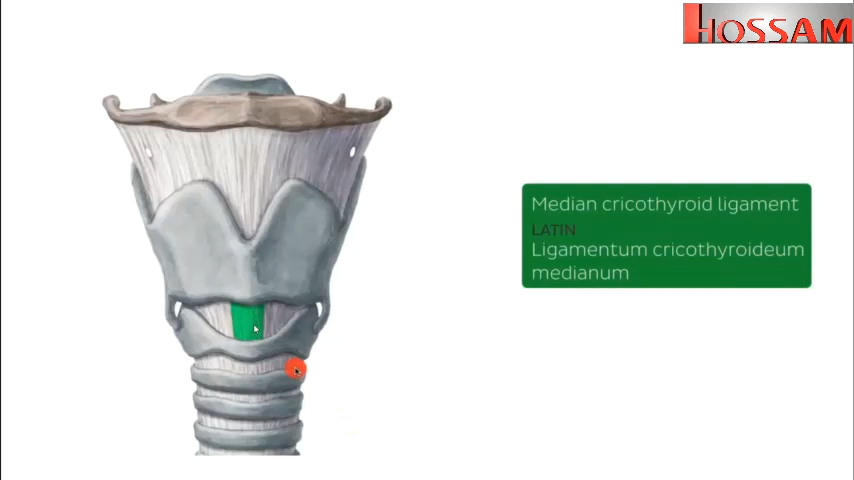 HOSSAM
Median cricothyroid ligament
LATIN
Ligamentum cricothyroideum
medianum